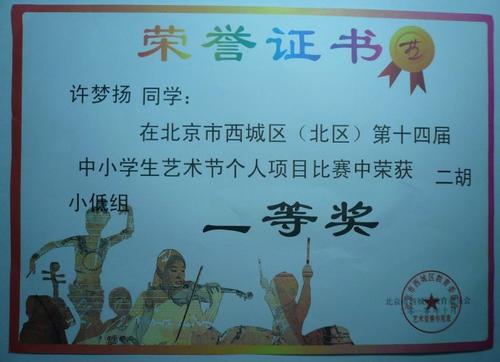 荣誉证书
许梦扬 同学：
在北京市西城区（北区）第十四届
中小学生艺术节个人项目比赛中荣获 二胡
小低组
一等奖